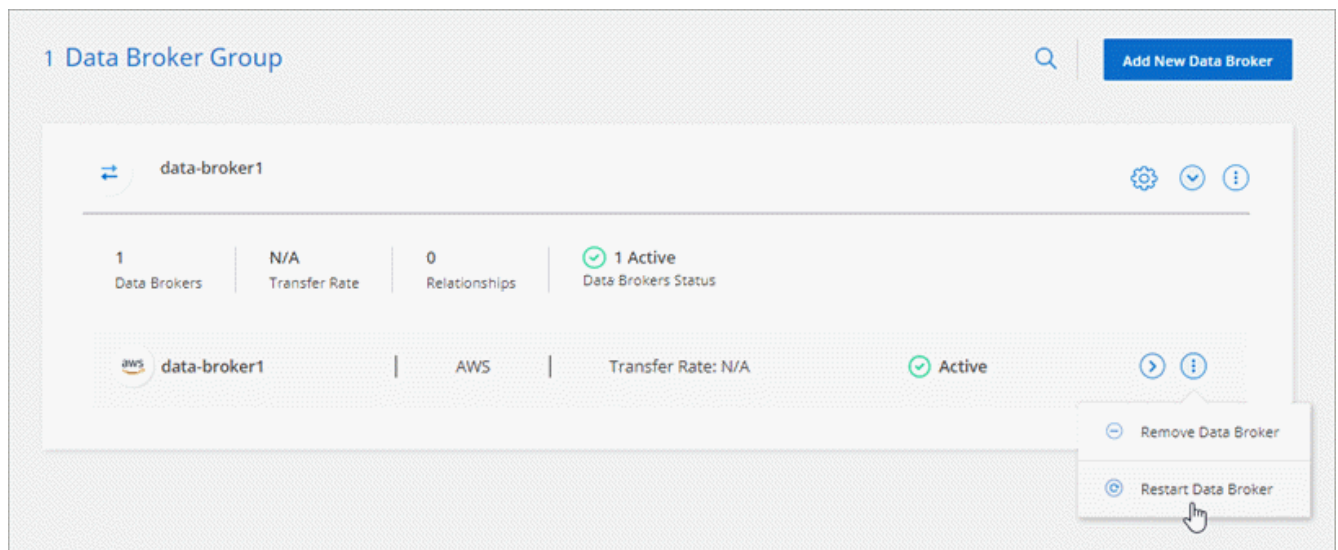 1 Data Broker Group
Add New Data Broker
data-broker1
1
Data Brokers
N/A
Transfer Rate
0
Relationships
1 Active
Data Brokers Status
aws data-broker1 | AWS | Transfer Rate: N/A Active
Remove Data Broker
Restart Data Broker